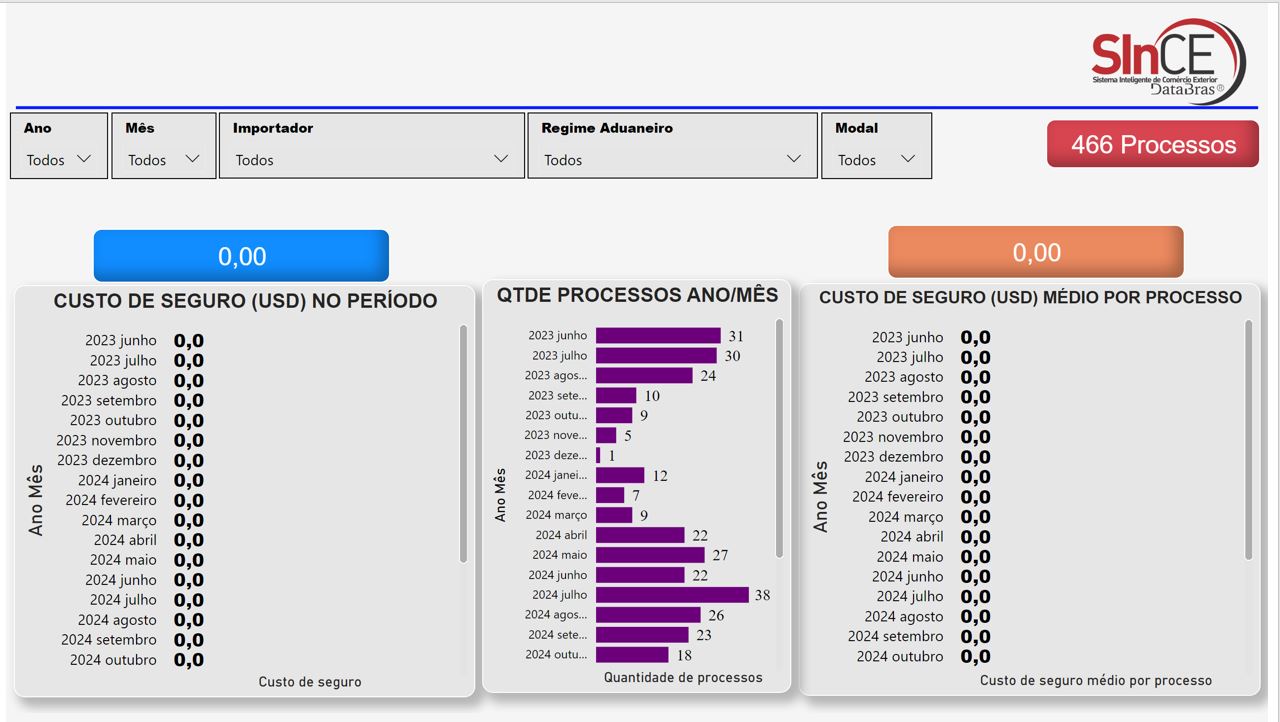 SInCE
Sistema Inteligente de Comércio Exterior
DataBras®
Ano
Todos
Mês
Todos
Importador
Todos
Regime Aduaneiro
Todos
Modal
Todos
466 Processos
0,00
0,00
CUSTO DE SEGURO (USD) NO PERÍODO
2023 junho 0,0
2023 julho 0,0
2023 agosto 0,0
2023 setembro 0,0
2023 outubro 0,0
2023 novembro 0,0
2023 dezembro 0,0
2024 janeiro 0,0
2024 fevereiro 0,0
2024 março 0,0
2024 abril 0,0
2024 maio 0,0
2024 junho 0,0
2024 julho 0,0
2024 agosto 0,0
2024 setembro 0,0
2024 outubro 0,0
Ano Mês
Custo de seguro
QTDE PROCESSOS ANO/MÊS
2023 junho 31
2023 julho 30
2023 agos... 24
2023 sete... 10
2023 outu... 9
2023 nove... 5
2023 deze... 1
2024 janei... 12
2024 feve... 7
2024 março 9
2024 abril 22
2024 maio 27
2024 junho 22
2024 julho 38
2024 agos... 26
2024 sete... 23
2024 outu... 18
Ano Mês
Quantidade de processos
CUSTO DE SEGURO (USD) MÉDIO POR PROCESSO
2023 junho 0,0
2023 julho 0,0
2023 agosto 0,0
2023 setembro 0,0
2023 outubro 0,0
2023 novembro 0,0
2023 dezembro 0,0
2024 janeiro 0,0
2024 fevereiro 0,0
2024 março 0,0
2024 abril 0,0
2024 maio 0,0
2024 junho 0,0
2024 julho 0,0
2024 agosto 0,0
2024 setembro 0,0
2024 outubro 0,0
Ano Mês
Custo de seguro médio por processo